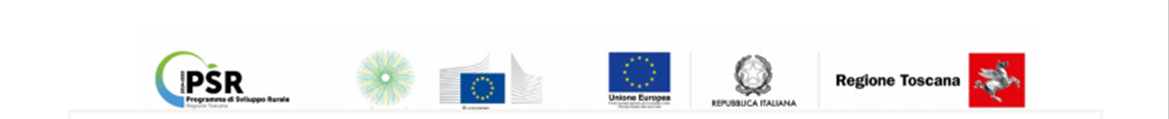 PSR
Programma di Sviluppo Rurale
Regione Toscana
Unione Europea
REPUBBLICA ITALIANA
Regione Toscana